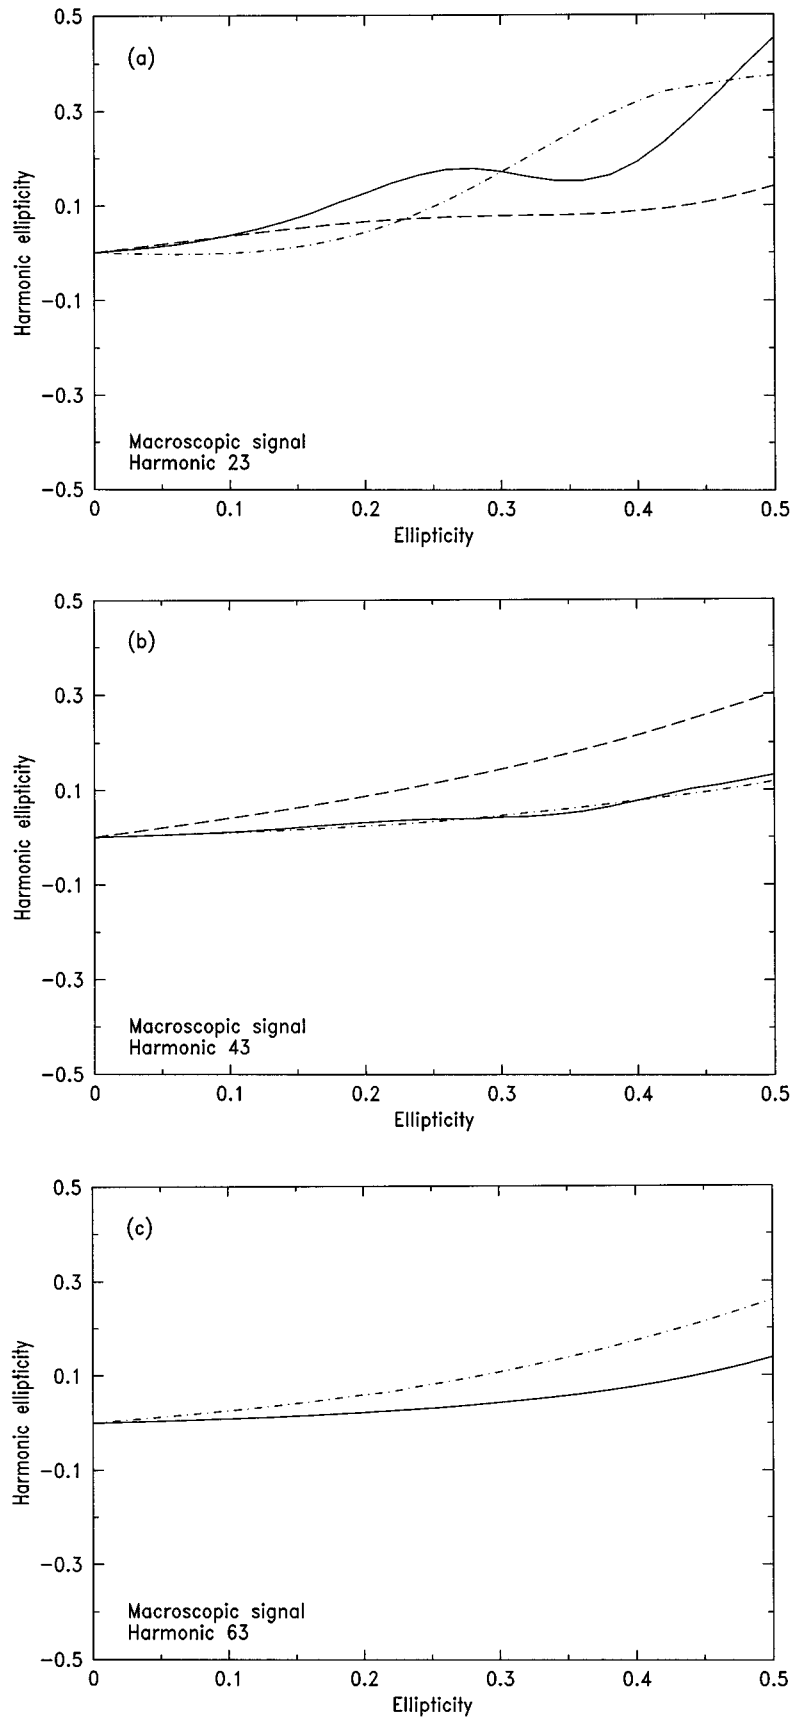 0.5
(a)
0.3
0.1
Harmonic ellipticity
−0.1
−0.3
Macroscopic signal
Harmonic 23
−0.5
0 0.1 0.2 0.3 0.4 0.5
Ellipticity
0.5
(b)
0.3
0.1
Harmonic ellipticity
−0.1
−0.3
Macroscopic signal
Harmonic 43
−0.5
0 0.1 0.2 0.3 0.4 0.5
Ellipticity
0.5
(c)
0.3
0.1
Harmonic ellipticity
−0.1
−0.3
Macroscopic signal
Harmonic 63
−0.5
0 0.1 0.2 0.3 0.4 0.5
Ellipticity